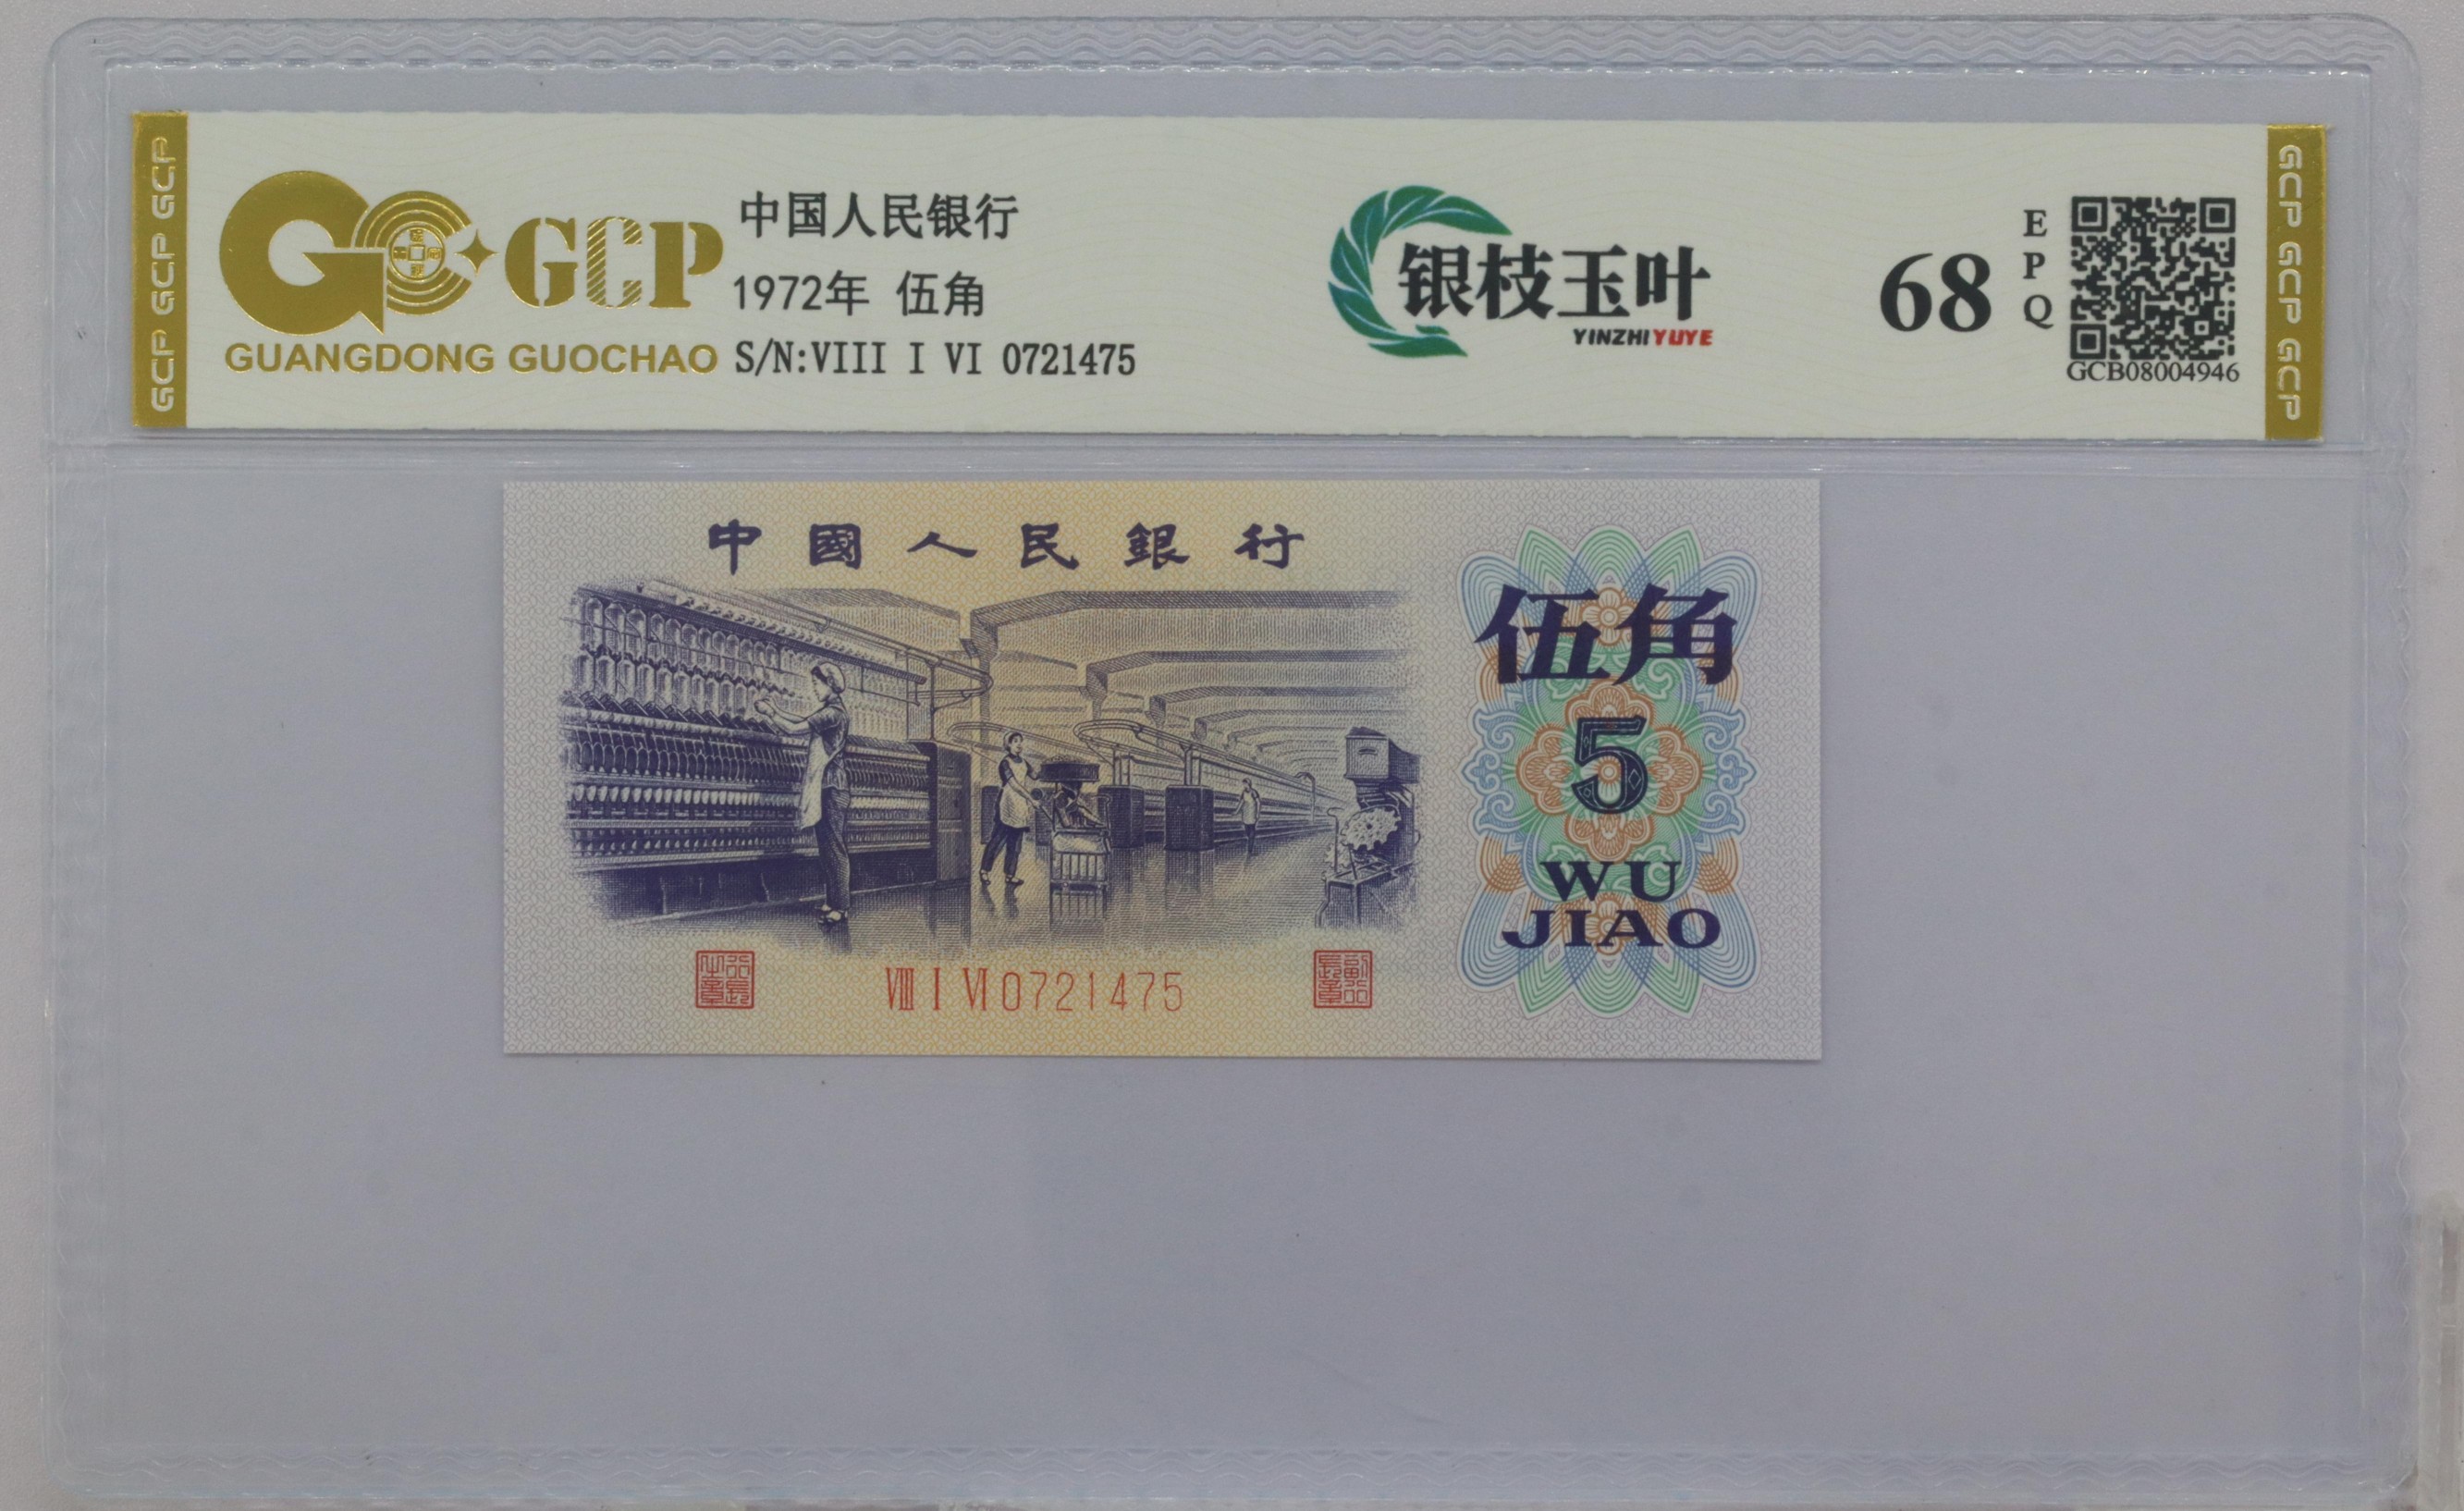 GCP GCP GCP
GCP
GUANGDONG GUOCHAO
中国人民银行
1972年 伍角
S/N:VIII I VI 0721475
银枝玉叶
YINZHIYUYE
68
E
P
Q
GCB08004946
GCP GCP GCP
中國人民銀行
伍角
5
WU
JIAO
VIII I VI 0721475